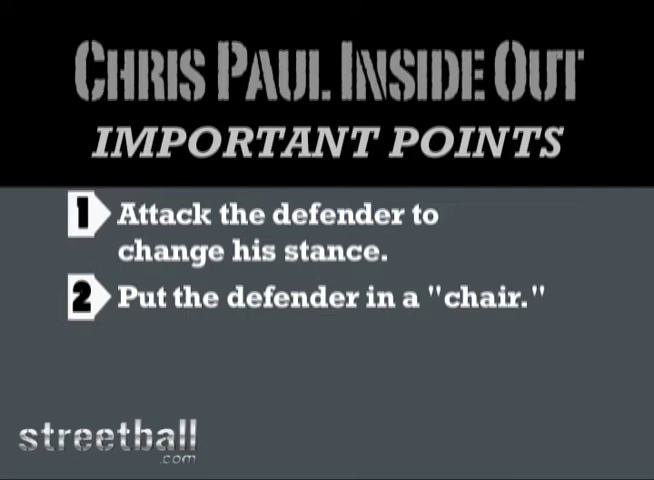 Chris Paul Inside Out
IMPORTANT POINTS
1 Attack the defender to
change his stance.
2 Put the defender in a "chair."
streetball
.com